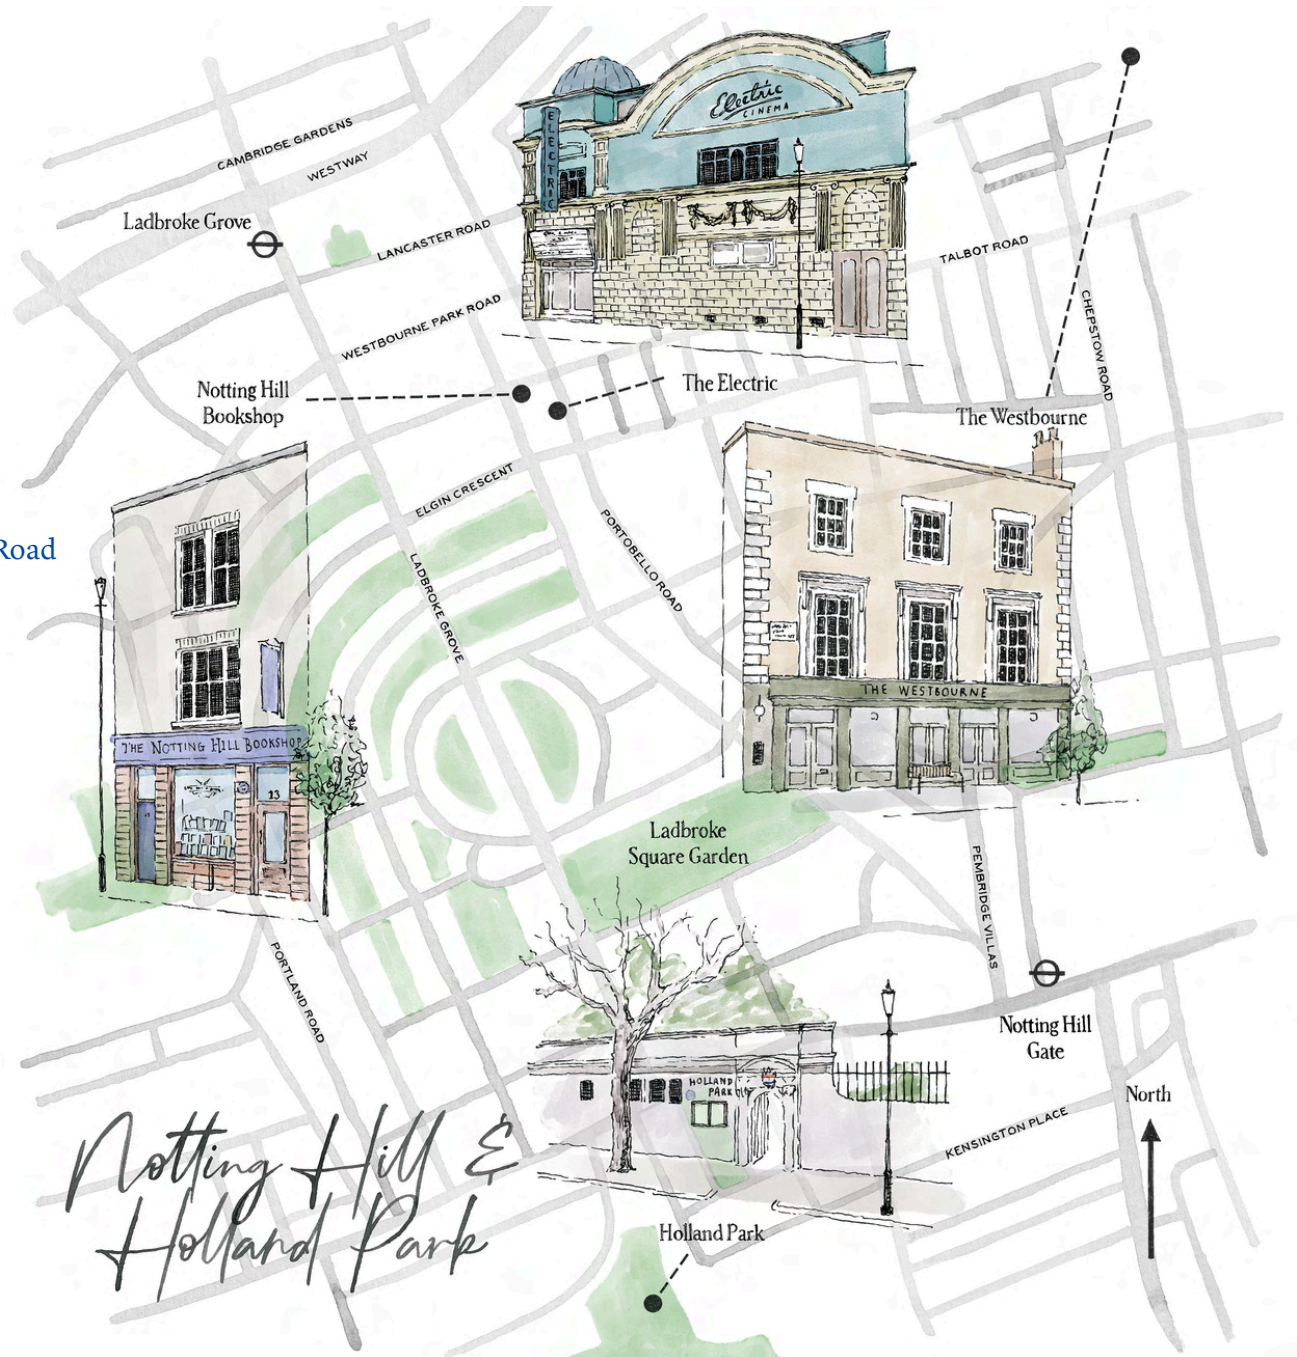 Electric
CINEMA
ELECTRIC
CAMBRIDGE GARDENS
WESTWAY
Ladbroke Grove
LANCASTER ROAD
TALBOT ROAD
WESTBOURNE PARK ROAD
CHEPSTOW ROAD
Notting Hill
Bookshop
The Electric
The Westbourne
ELGIN CRESCENT
PORTOBELLO ROAD
Road
LADBROKE GROVE
THE WESTBOURNE
THE NOTTING HILL BOOKSHOP
13
Ladbroke
Square Garden
PEMBRIDGE VILLAS
PORTLAND ROAD
Notting Hill
Gate
HOLLAND
PARK
North
KENSINGTON PLACE
Notting Hill &
Holland Park
Holland Park